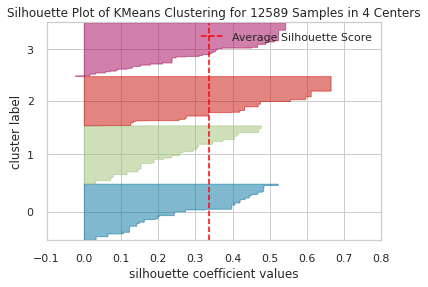 Silhouette Plot of KMeans Clustering for 12589 Samples in 4 Centers
Average Silhouette Score
cluster label
3
2
1
0
−0.1 0.0 0.1 0.2 0.3 0.4 0.5 0.6 0.7 0.8
silhouette coefficient values